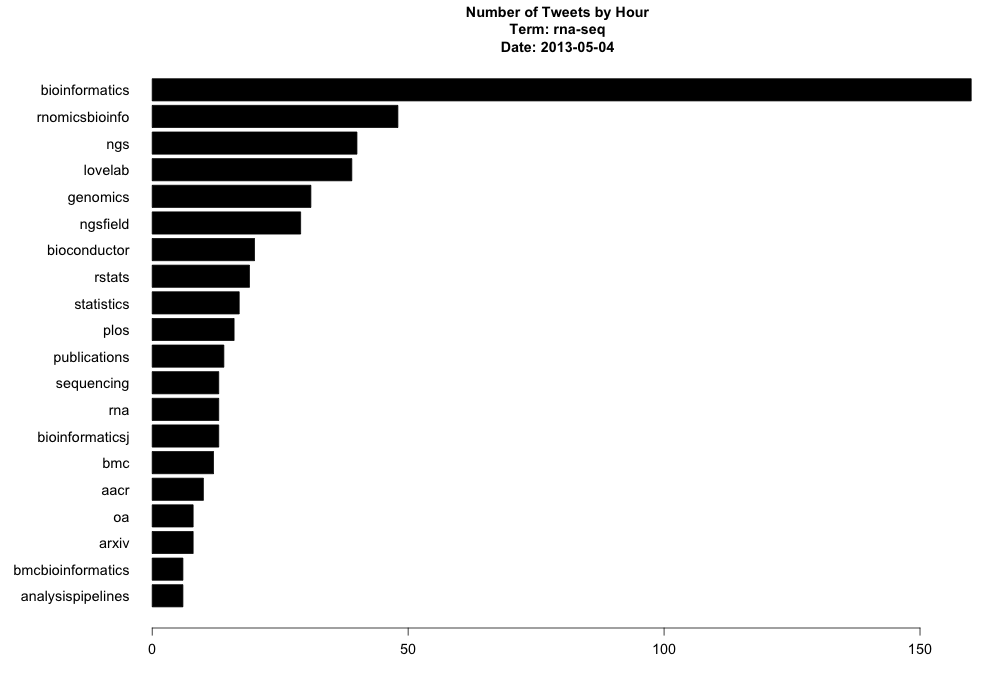 Number of Tweets by Hour
Term: rna-seq
Date: 2013-05-04
bioinformatics
rnomicsbioinfo
ngs
lovelab
genomics
ngsfield
bioconductor
rstats
statistics
plos
publications
sequencing
rna
bioinformaticsj
bmc
aacr
oa
arxiv
bmcbioinformatics
analysispipelines
0 50 100 150